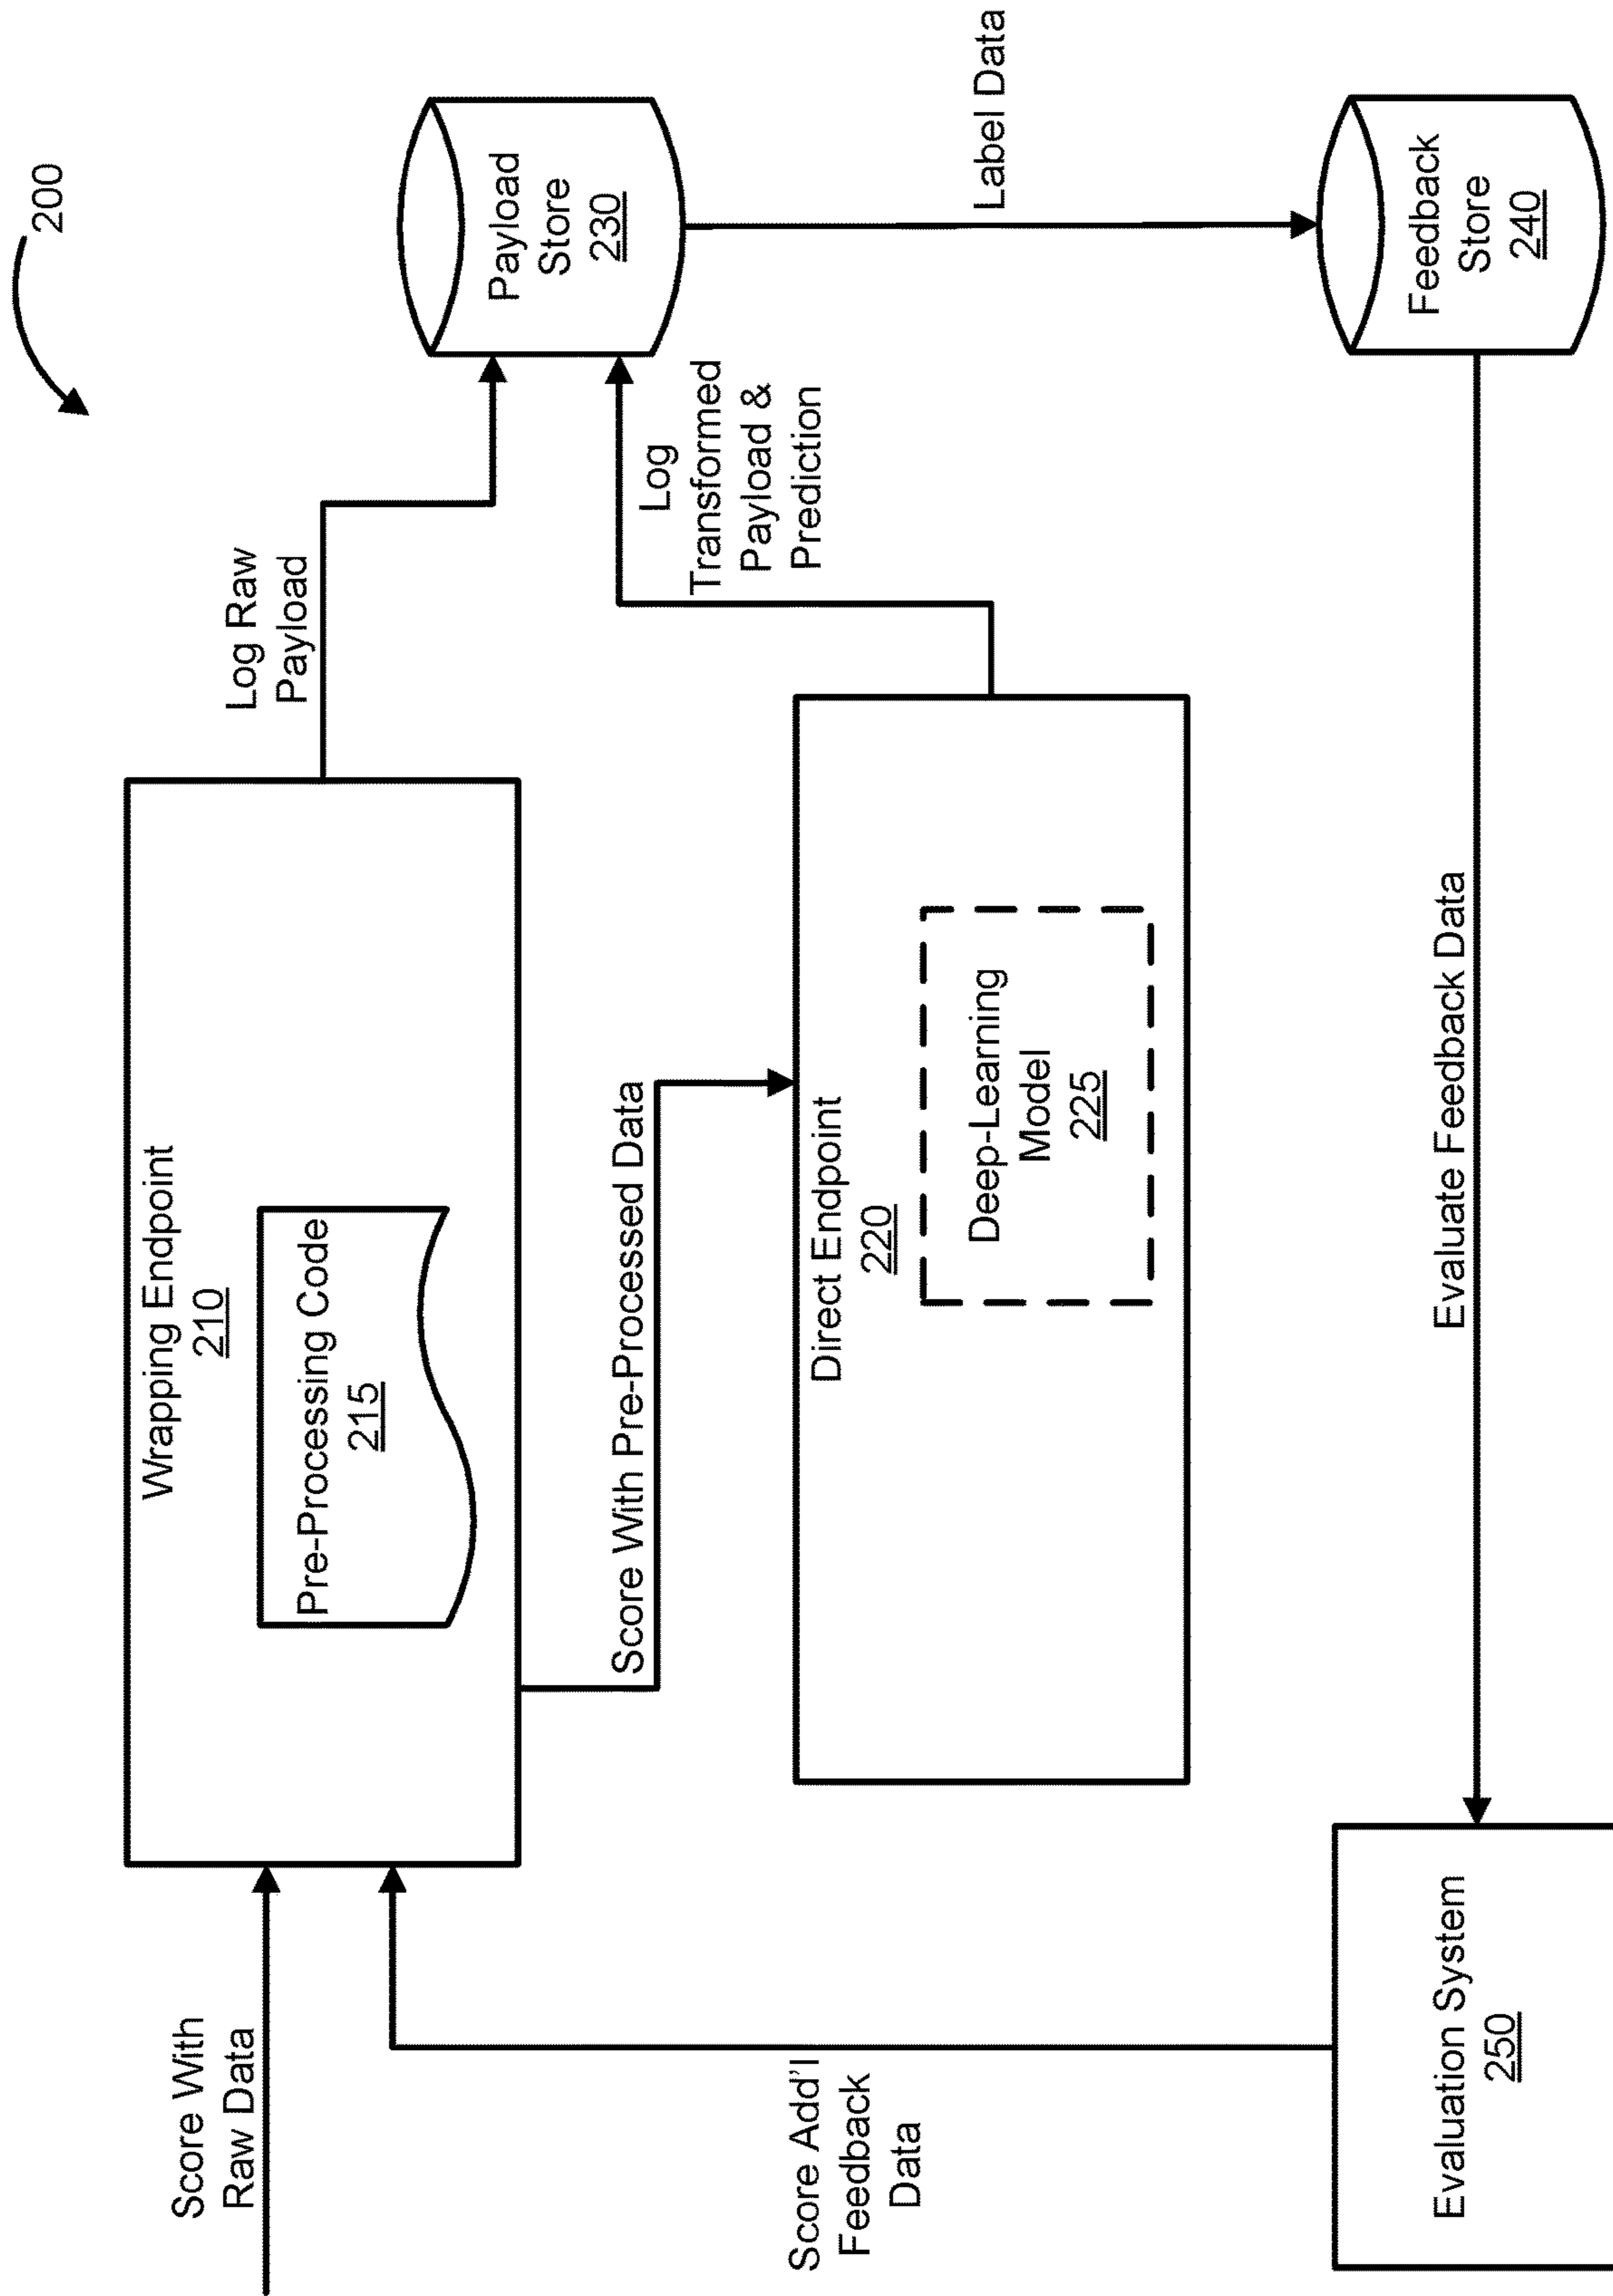 200
Score With
Raw Data
Wrapping Endpoint
210
Pre-Processing Code
215
Log Raw
Payload
Payload
Store
230
Score With Pre-Processed Data
Log
Transformed
Payload &
Prediction
Direct Endpoint
220
Deep-Learning
Model
225
Score Add'l
Feedback
Data
Label Data
Evaluation System
250
Evaluate Feedback Data
Feedback
Store
240